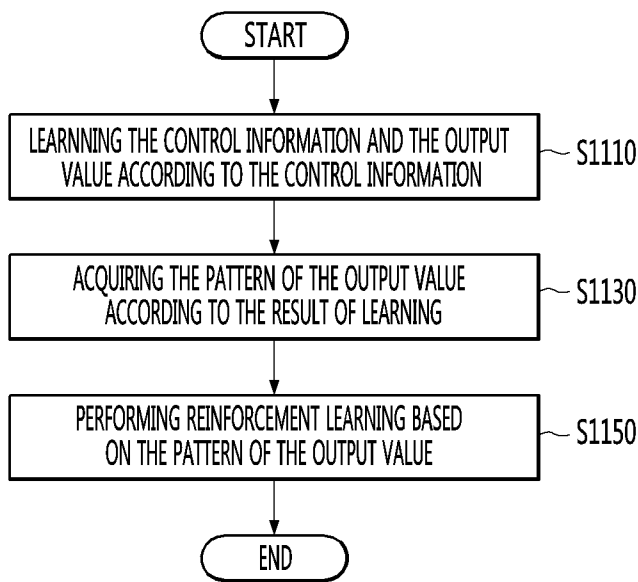 START
LEARNNING THE CONTROL INFORMATION AND THE OUTPUT
VALUE ACCORDING TO THE CONTROL INFORMATION
S1110
ACQUIRING THE PATTERN OF THE OUTPUT VALUE
ACCORDING TO THE RESULT OF LEARNING
S1130
PERFORMING REINFORCEMENT LEARNING BASED
ON THE PATTERN OF THE OUTPUT VALUE
S1150
END